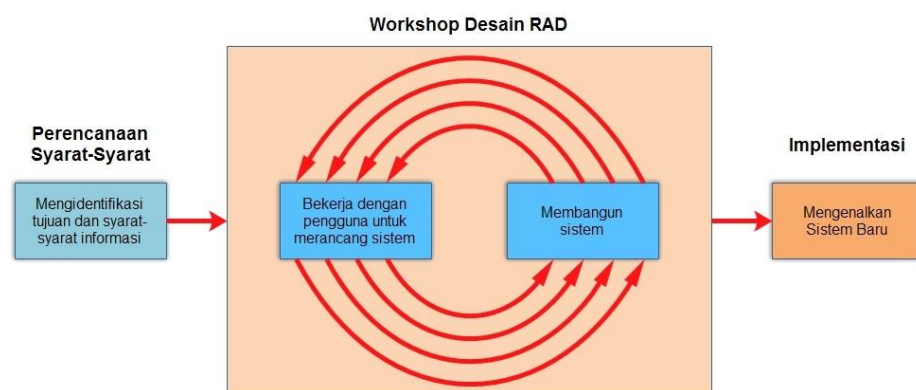 Workshop Desain RAD
Perencanaan
Syarat-Syarat
Mengidentifikasi
tujuan dan syarat-
syarat informasi
Bekerja dengan
pengguna untuk
merancang sistem
Membangun
sistem
Implementasi
Mengenalkan
Sistem Baru